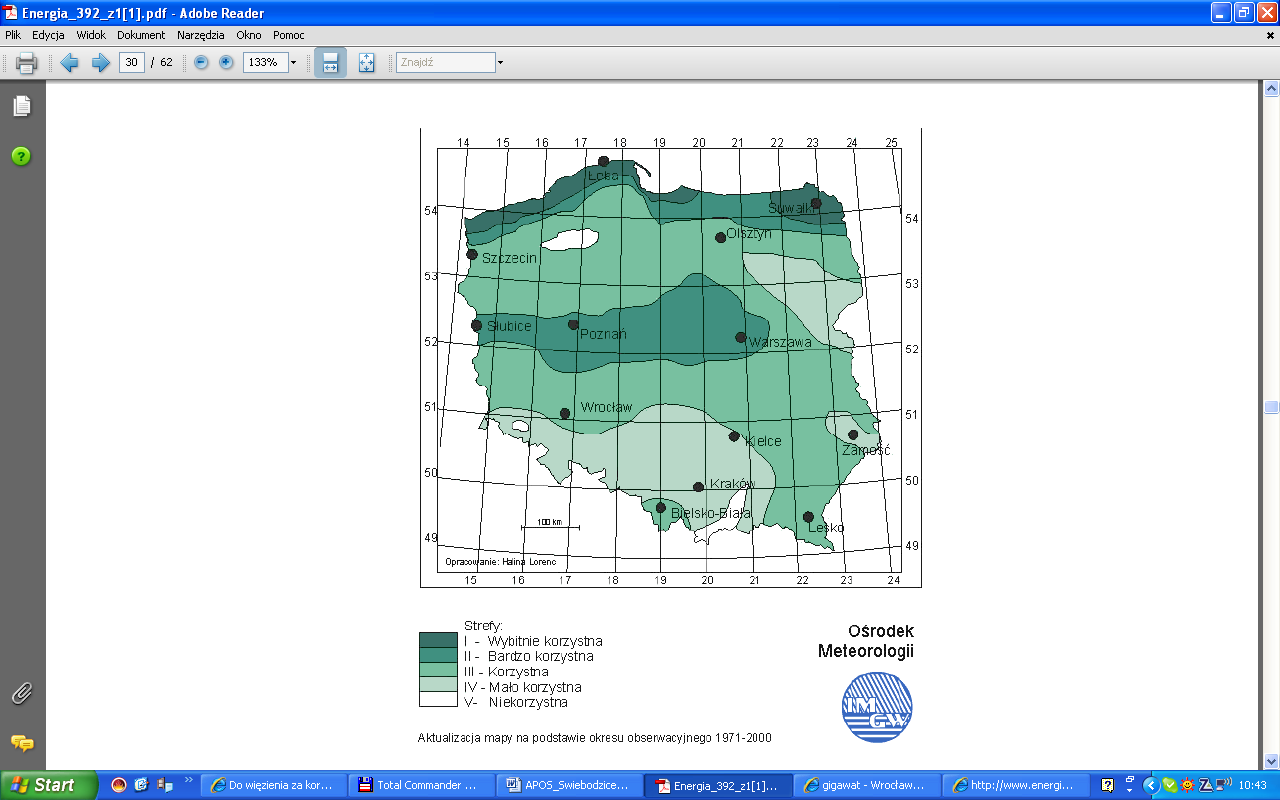 Energia_392_z1[1].pdf - Adobe Reader
Plik Edycja Widok Dokument Narzędzia Okno Pomoc
30 / 62 133% Znajdź
14 15 16 17 18 19 20 21 22 23 24 25
Łeba
Suwałki
54 54
Olsztyn
Szczecin
53 53
Słubice
Poznań
Warszawa
52 52
Wrocław
51 51
Kielce
Zamość
50 50
Kraków
Bielsko-Biała
Lesko
100 km
49 49
Opracowanie: Halina Lorenc
15 16 17 18 19 20 21 22 23 24
Strefy:
I - Wybitnie korzystna
II - Bardzo korzystna
III - Korzystna
IV - Mało korzystna
V- Niekorzystna
Ośrodek
Meteorologii
IM
GW
Aktualizacja mapy na podstawie okresu obserwacyjnego 1971-2000
Start Do więzienia za kor... Total Commander ... APOS_Swiebodzice... Energia_392_z1[1]... gigawat - Wrocław... http://www.energi... 10:43